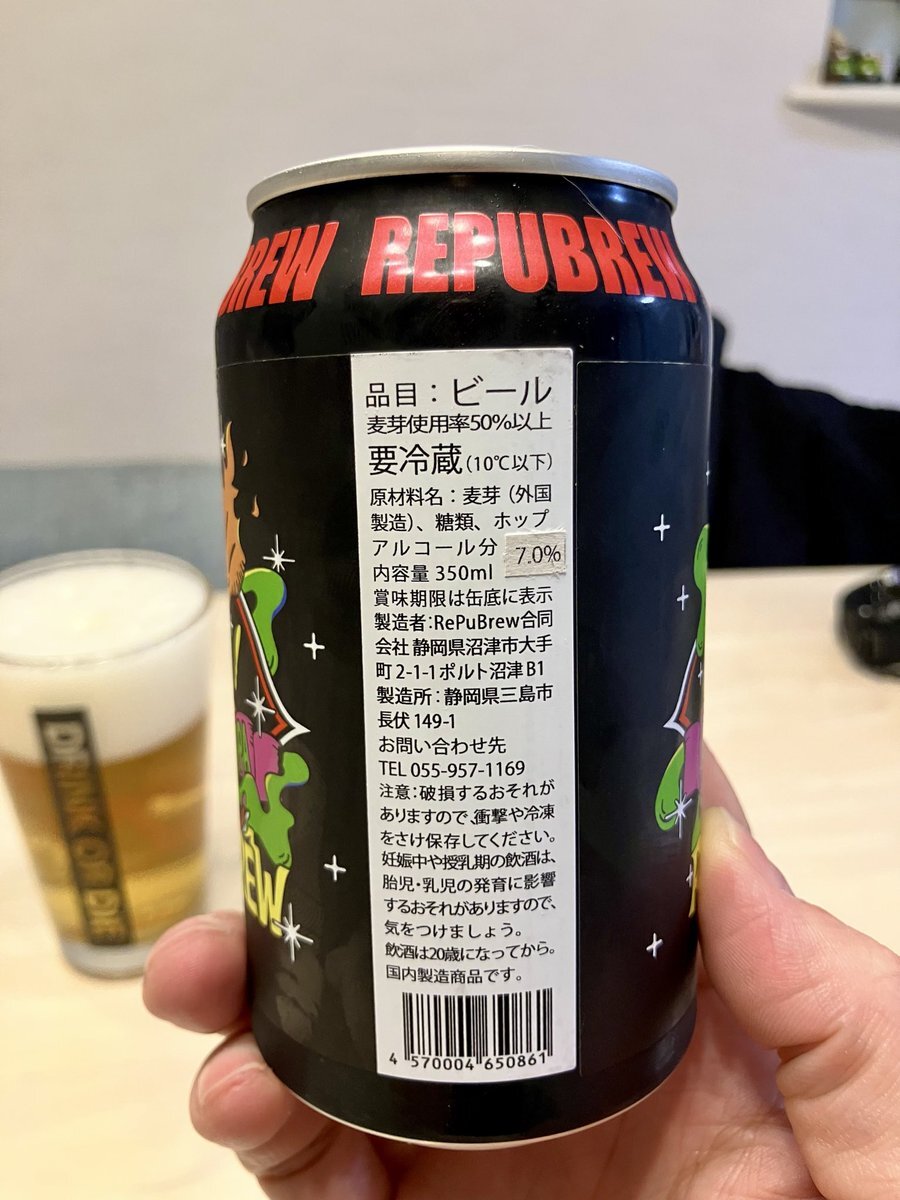 BREW REPUBREW
品目：ビール
麦芽使用率50%以上
要冷蔵(10℃以下)
原材料名：麦芽（外国
製造）、糖類、ホップ
アルコール分 7.0%
内容量 350ml
賞味期限は缶底に表示
製造者:RePuBrew合同
会社 静岡県沼津市大手
町2-1-1ポルト沼津B1
製造所：静岡県三島市
長伏149-1
お問い合わせ先
TEL 055-957-1169
注意：破損するおそれが
ありますので、衝撃や冷凍
をさけ保存してください。
妊娠中や授乳期の飲酒は、
胎児・乳児の発育に影響
するおそれがありますので、
気をつけましょう。
飲酒は20歳になってから。
国内製造商品です。
4 570004 650861
DRINK OR DIE